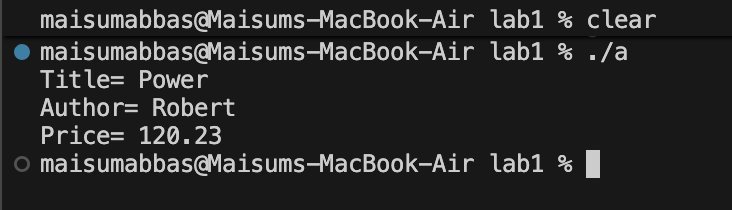 maisumabbas@Maisums-MacBook-Air lab1 % clear
maisumabbas@Maisums-MacBook-Air lab1 % ./a
Title= Power
Author= Robert
Price= 120.23
maisumabbas@Maisums-MacBook-Air lab1 %